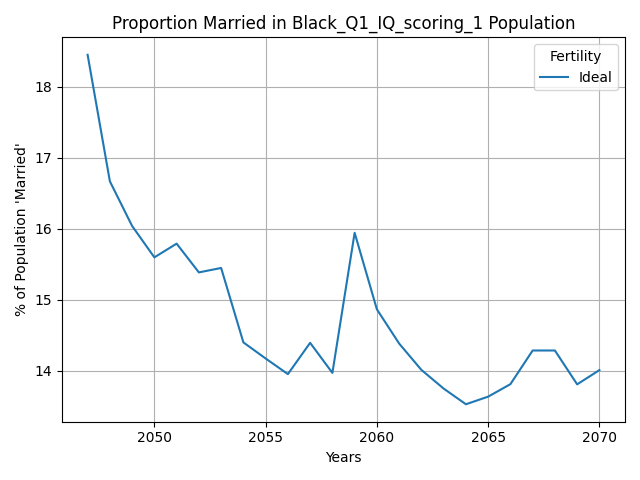 Proportion Married in Black_Q1_IQ_scoring_1 Population
Fertility
Ideal
% of Population 'Married'
18
17
16
15
14
2050
2055
2060
2065
2070
Years